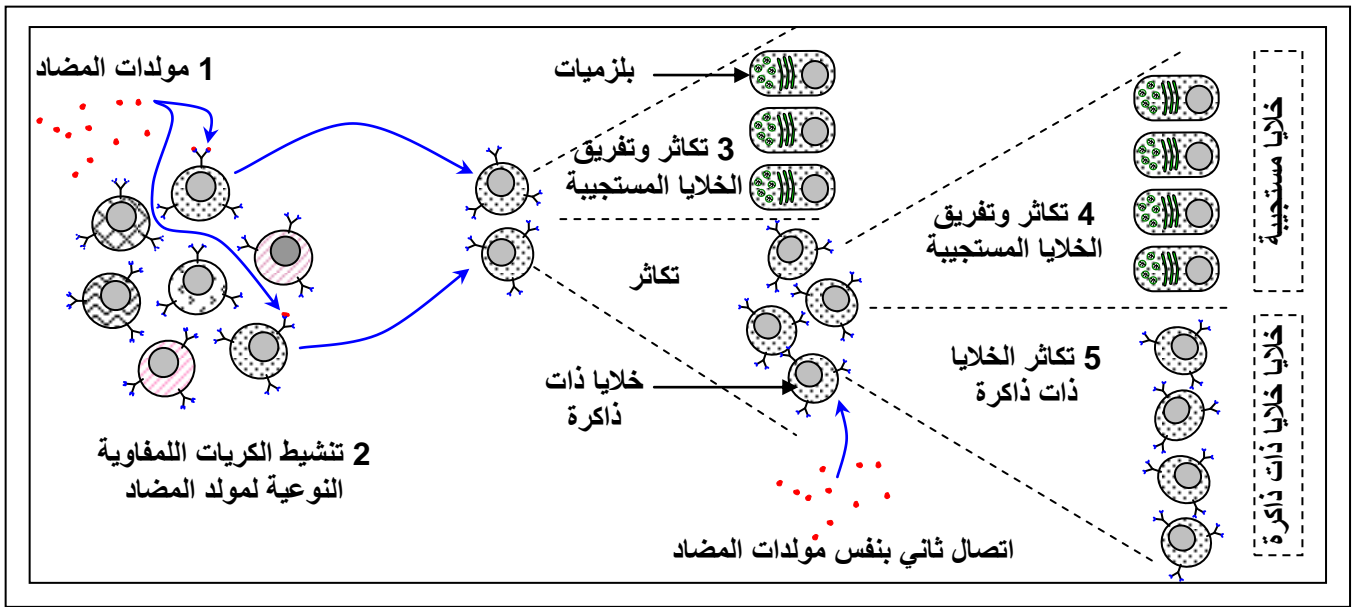 1 مولدات المضاد
بلزميات
3 تكاثر وتفريق
الخلايا المستجيبة
تكاثر
4 تكاثر وتفريق
الخلايا المستجيبة
خلايا مستجيبة
5 تكاثر الخلايا
ذات ذاكرة
خلايا ذات
ذاكرة
خلايا خلايا ذات ذاكرة
2 تنشيط الكريات اللمفاوية
النوعية لمولد المضاد
اتصال ثاني بنفس مولدات المضاد